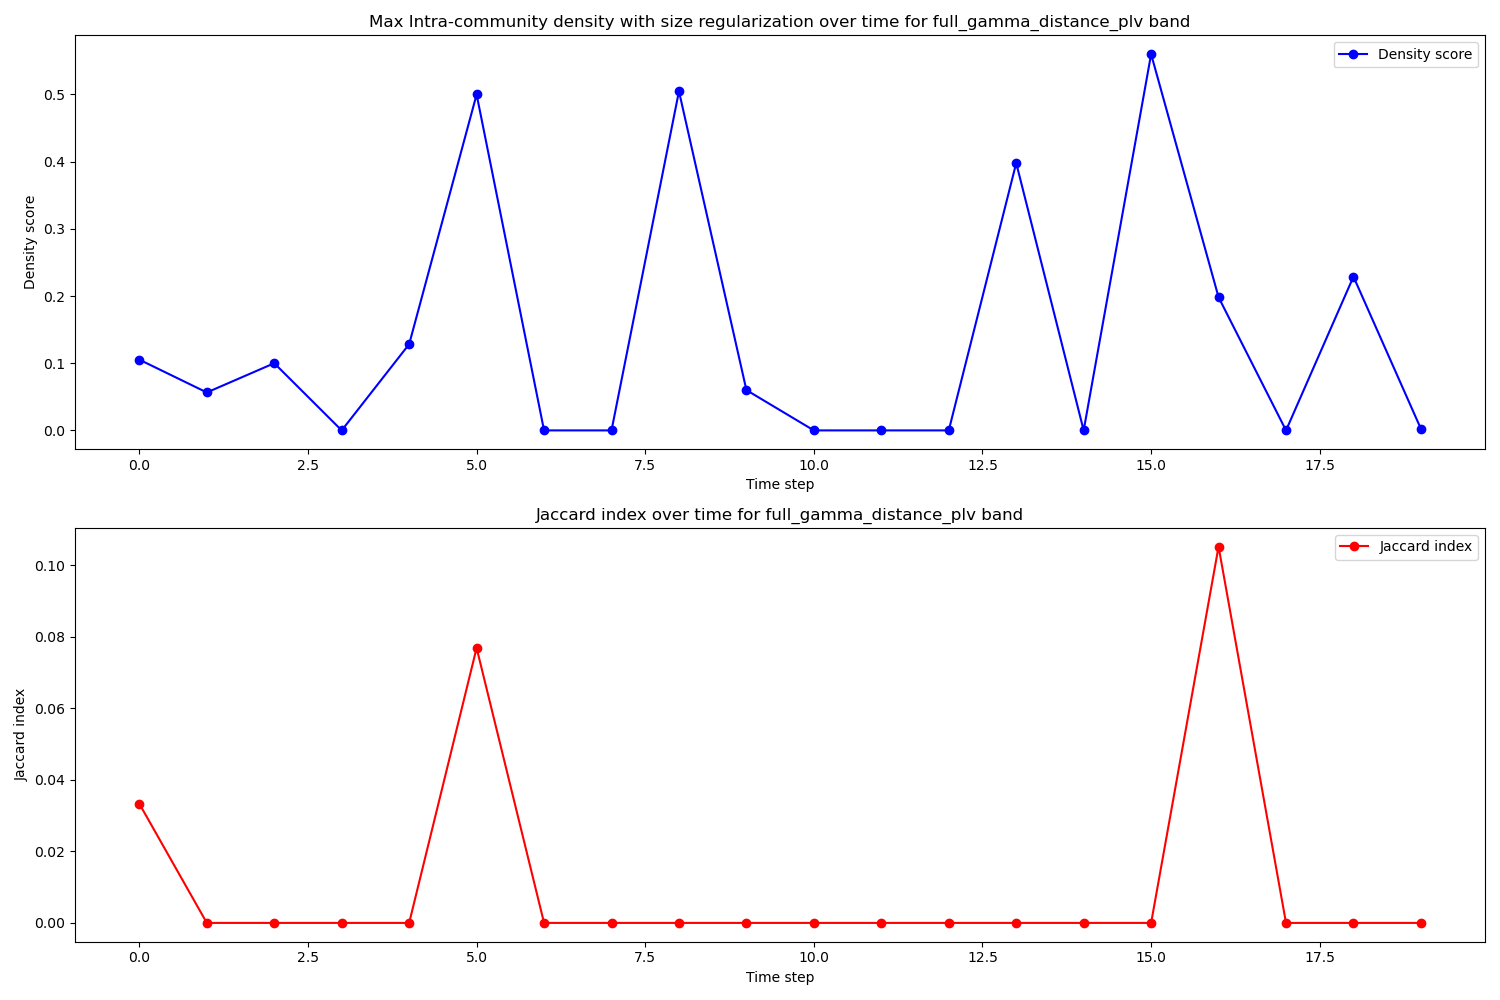 Max Intra-community density with size regularization over time for full_gamma_distance_plv band
Density score
0.5
0.4
0.3
0.2
0.1
0.0
Density score
0.0 2.5 5.0 7.5 10.0 12.5 15.0 17.5
Time step
Jaccard index over time for full_gamma_distance_plv band
Jaccard index
0.10
0.08
0.06
0.04
0.02
0.00
Jaccard index
0.0 2.5 5.0 7.5 10.0 12.5 15.0 17.5
Time step